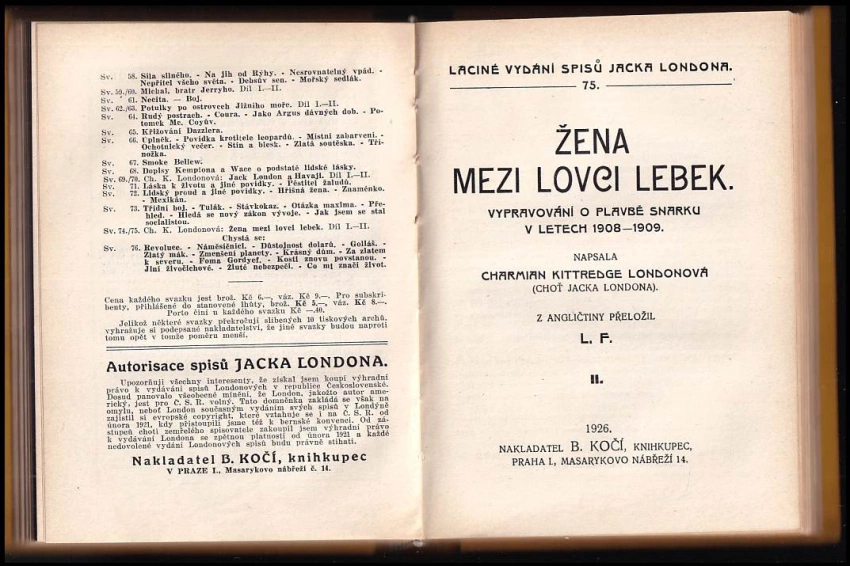 Sv. 58. Síla silného. - Na jih od Rýhy. - Nesrovnatelný vpád. -
Nepřítel všeho světa. - Debsův sen. - Mořský sedlák.
Sv. 59./60. Michal, bratr Jerryho. Díl I.—II.
Sv. 61. Necita. — Boj.
Sv. 62./63. Potulky po ostrovech Jižního moře. Díl I.—II.
Sv. 64. Rudý postrach. - Coura. - Jako Argus dávných dob. - Po-
tomek Mc. Coyův.
Sv. 65. Křižování Dazzlera.
Sv. 66. Úplněk. - Povídka krotitele leopardů. - Místní zabarvení. -
Ochotnický večer. - Stín a blesk. - Zlatá soutěska. - Tři-
nožka.
Sv. 67. Smoke Bellew.
Sv. 68. Dopisy Kemptona a Wace o podstatě lidské lásky.
Sv. 69./70. Ch. K. Londonová: Jack London a Havaji. Díl I.—II.
Sv. 71. Láska k životu a jiné povídky. - Pěstitel žaludů.
Sv. 72. Lidský proud a jiné povídky. - Hříšná žena. - Znaménko.
- Mexikán.
Sv. 73. Třídní boj. - Tulák. - Stávkokaz. - Otázka maxima. - Pře-
hled. - Hledá se nový zákon vývoje. - Jak jsem se stal
socialistou.
Sv. 74./75. Ch. K. Londonová: žena mezi lovci lebek. Díl I.—II.
Chystá se:
Sv. 76. Revoluce. - Náměsíčníci. - Důstojnost dolarů. - Goliáš. -
Zlatý mák. - Zmenšení planety. - Krásný dům. - Za zlatem
k severu. - Foma Gordyef. - Kosti znovu povstanou. -
Jiní živočichové. - Žluté nebezpečí. - Co mi značí život.
Cena každého svazku jest brož. Kč 6.—, váz. Kč 9.—. Pro subskri-
benty, přihlášené do stanovené lhůty, brož. Kč 5.—, váz. Kč 8.—.
Porto činí u každého svazku Kč —.40.
Jelikož některé svazky překročují slíbených 10 tiskových archů,
vyhražuje si podepsané nakladatelství, že jiné svazky budou naproti
tomu opět v tomže poměru menší.
Autorisace spisů JACKA LONDONA.
Upozorňuji všechny interesenty, že získal jsem koupí výhradní
právo k vydávání spisů Londonových v republice Československé.
Dosud panovalo všeobecné mínění, že London, jakožto autor ame-
rický, jest pro Č. S. R. volný. Tato domněnka zakládá se však na
omylu, neboť London současným vydáním svých spisů v Londýně
zajistil si evropské copyright, které vztahuje se i na Č. S. R. od
února 1921, kdy přistoupili jsme též k bernské konvenci. Od zá-
stupců choti zemřelého spisovatele zakoupil jsem výhradní právo
k vydávání Londona se zpětnou platností od února 1921 a každé
nedovolené vydání Londonových spisů budu právně stíhati.
Nakladatel B. KOČÍ, knihkupec
V PRAZE I., Masarykovo nábřeží č. 14.
LACINÉ VYDÁNÍ SPISŮ JACKA LONDONA.
75.
ŽENA
MEZI LOVCI LEBEK.
VYPRAVOVÁNÍ O PLAVBĚ SNARKU
V LETECH 1908—1909.
NAPSALA
CHARMIAN KITTREDGE LONDONOVÁ
(CHOŤ JACKA LONDONA).
Z ANGLIČTINY PŘELOŽIL
L. F.
II.
1926.
NAKLADATEL B. KOČÍ, KNIHKUPEC,
PRAHA I., MASARYKOVO NÁBŘEŽÍ 14.